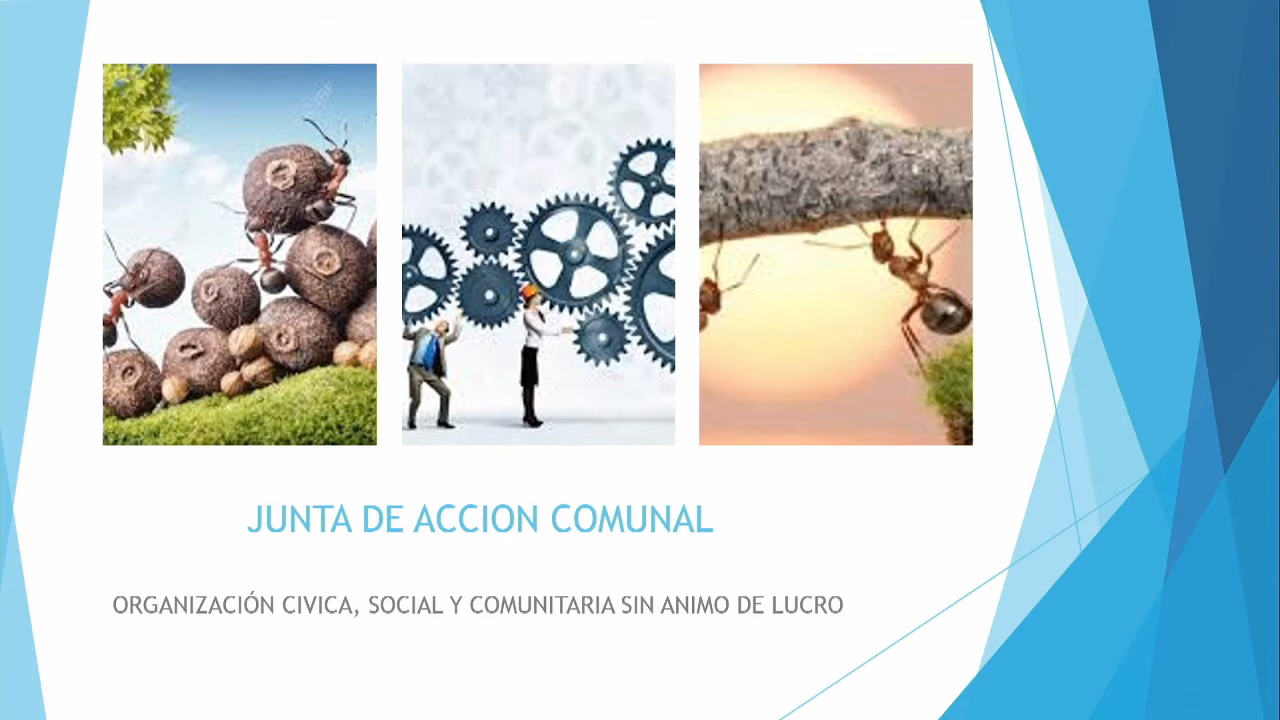 JUNTA DE ACCION COMUNAL
ORGANIZACIÓN CIVICA, SOCIAL Y COMUNITARIA SIN ANIMO DE LUCRO